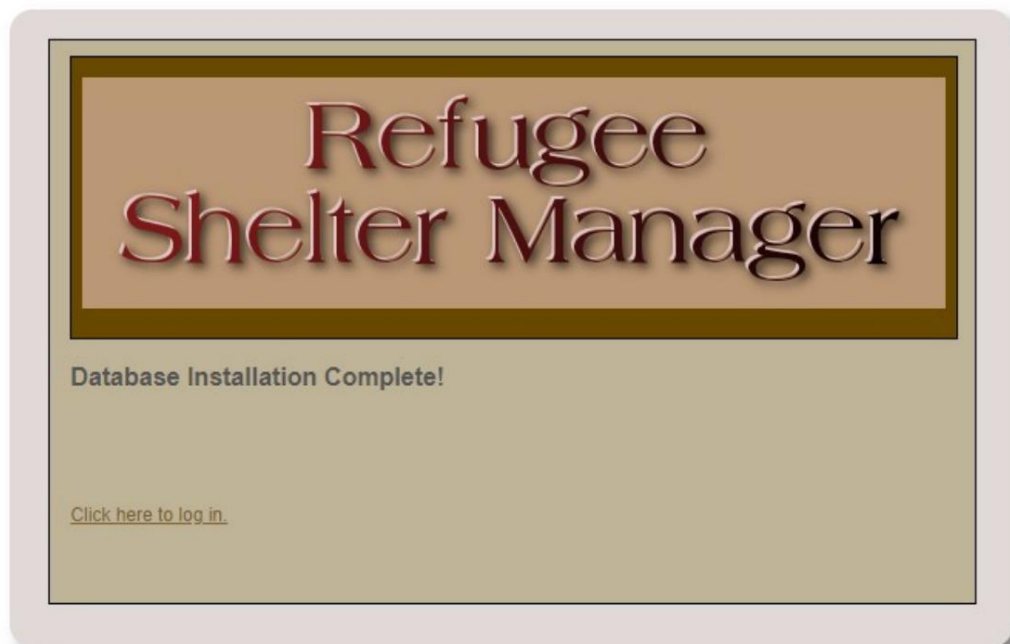 Refugee
Shelter Manager
Database Installation Complete!
Click here to log in.